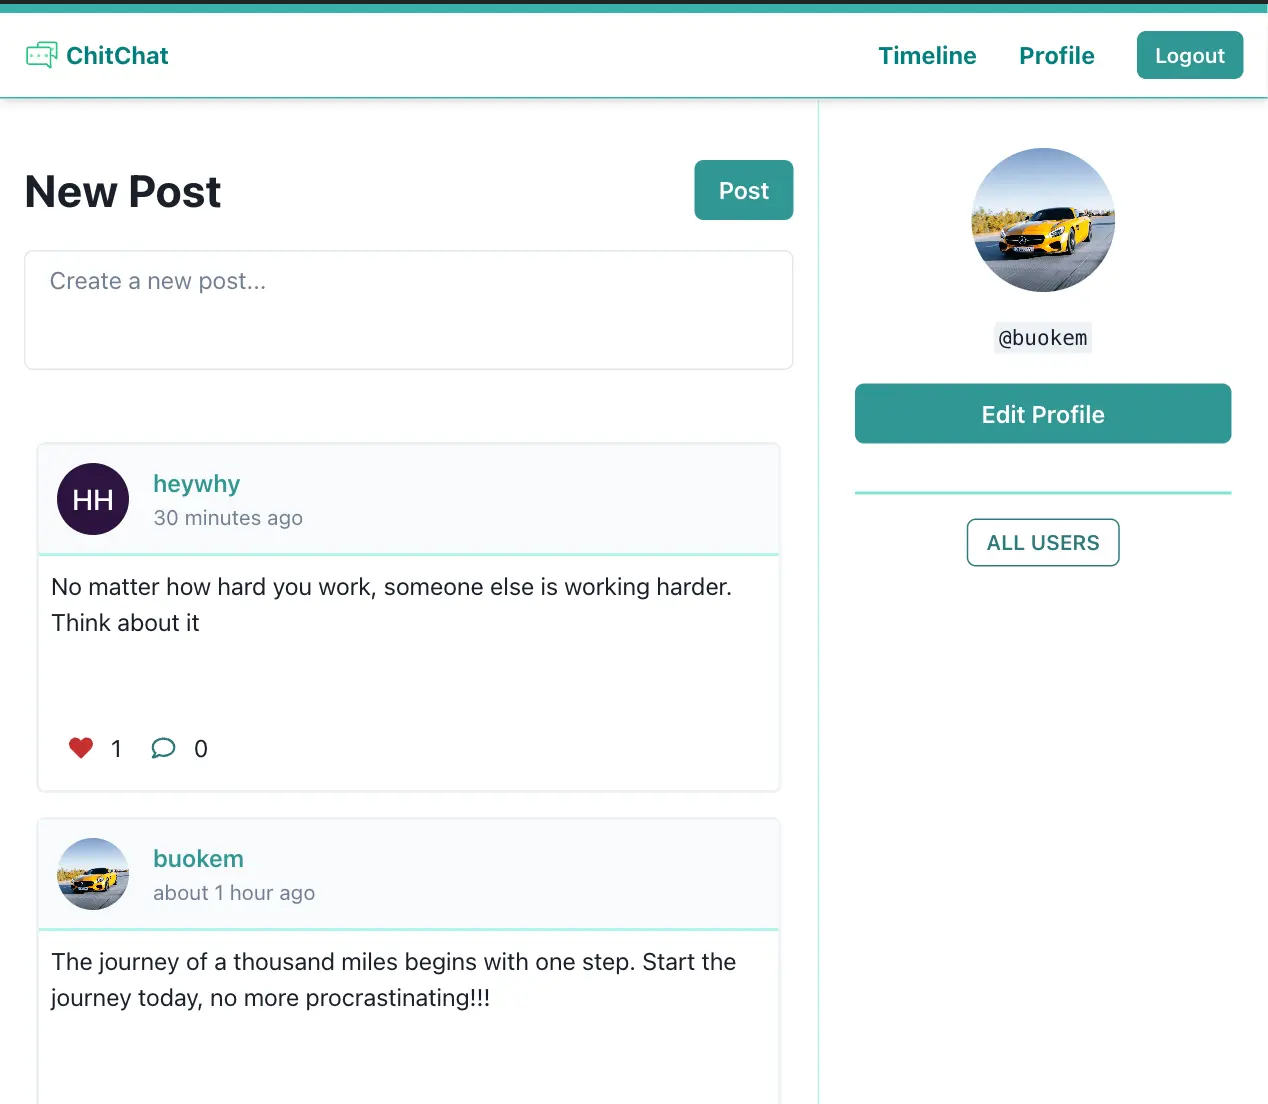 ChitChat
Timeline
Profile
Logout
New Post
Post
Create a new post...
HH
heywhy
30 minutes ago
No matter how hard you work, someone else is working harder.
Think about it
1
0
buokem
about 1 hour ago
The journey of a thousand miles begins with one step. Start the
journey today, no more procrastinating!!!
@buokem
Edit Profile
ALL USERS